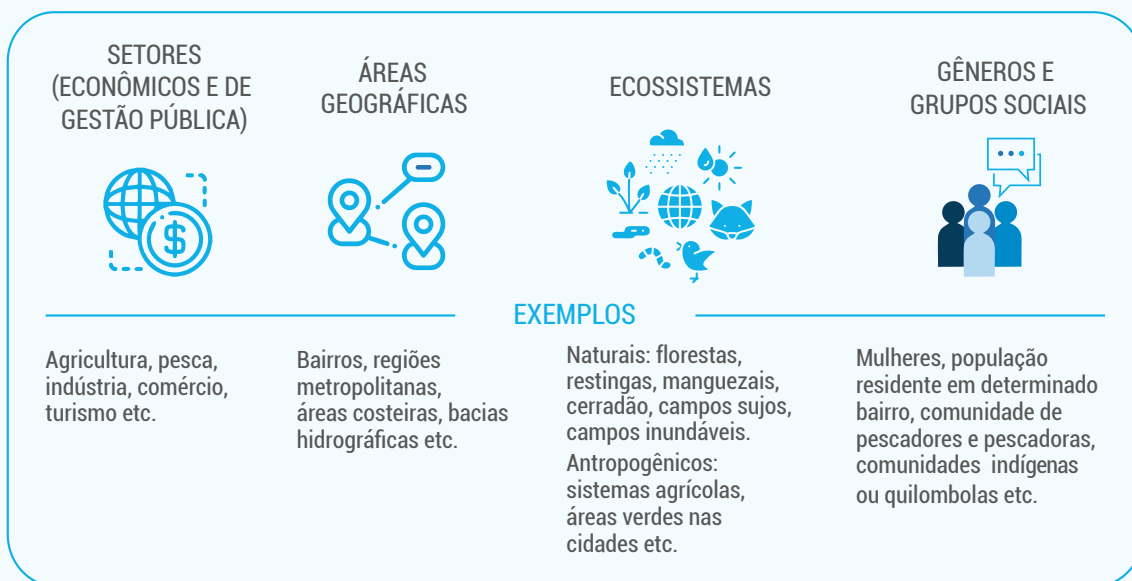 SETORES
(ECONÔMICOS E DE
GESTÃO PÚBLICA)
ÁREAS
GEOGRÁFICAS
ECOSSISTEMAS
GÊNEROS E
GRUPOS SOCIAIS
EXEMPLOS
Agricultura, pesca,
indústria, comércio,
turismo etc.
Bairros, regiões
metropolitanas,
áreas costeiras, bacias
hidrográficas etc.
Naturais: florestas,
restingas, manguezais,
cerradão, campos sujos,
campos inundáveis.
Antropogênicos:
sistemas agrícolas,
áreas verdes nas
cidades etc.
Mulheres, população
residente em determinado
bairro, comunidade de
pescadores e pescadoras,
comunidades indígenas
ou quilombolas etc.